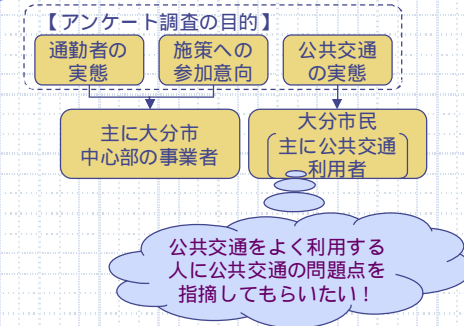 【アンケート調査の目的】
通勤者の
実態
施策への
参加意向
公共交通
の実態
主に大分市
中心部の事業者
大分市民
主に公共交通
利用者
公共交通をよく利用する
人に公共交通の問題点を
指摘してもらいたい！